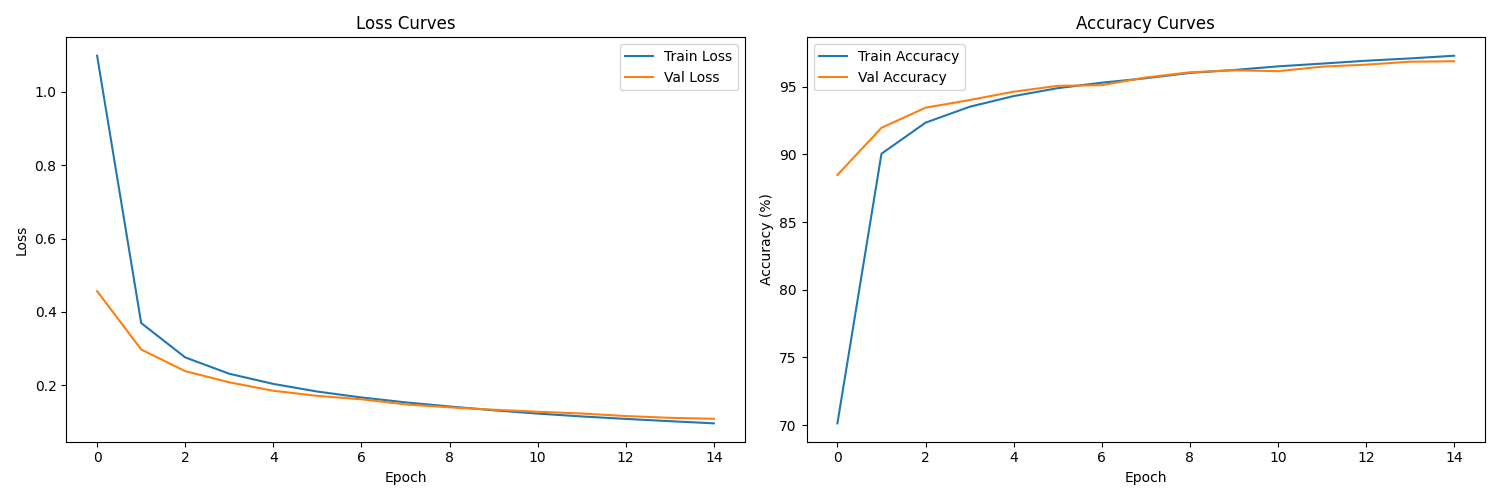 Loss Curves
Train Loss
Val Loss
1.0
0.8
0.6
0.4
0.2
Loss
0 2 4 6 8 10 12 14
Epoch
Accuracy Curves
Train Accuracy
Val Accuracy
95
90
85
80
75
70
Accuracy (%)
0 2 4 6 8 10 12 14
Epoch